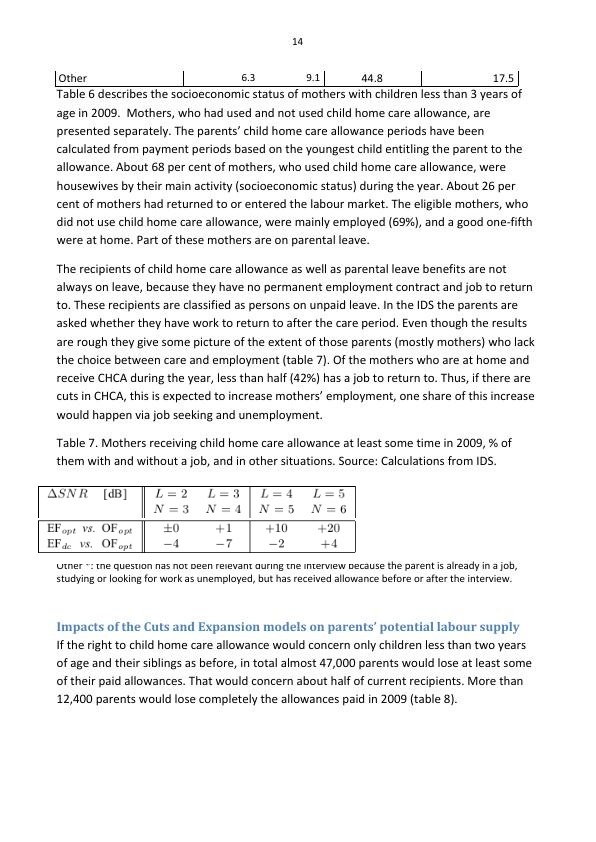 14
Other 6.3 9.1 44.8 17.5
Table 6 describes the socioeconomic status of mothers with children less than 3 years of
age in 2009. Mothers, who had used and not used child home care allowance, are
presented separately. The parents' child home care allowance periods have been
calculated from payment periods based on the youngest child entitling the parent to the
allowance. About 68 per cent of mothers, who used child home care allowance, were
housewives by their main activity (socioeconomic status) during the year. About 26 per
cent of mothers had returned to or entered the labour market. The eligible mothers, who
did not use child home care allowance, were mainly employed (69%), and a good one-fifth
were at home. Part of these mothers are on parental leave.
The recipients of child home care allowance as well as parental leave benefits are not
always on leave, because they have no permanent employment contract and job to return
to. These recipients are classified as persons on unpaid leave. In the IDS the parents are
asked whether they have work to return to after the care period. Even though the results
are rough they give some picture of the extent of those parents (mostly mothers) who lack
the choice between care and employment (table 7). Of the mothers who are at home and
receive CHCA during the year, less than half (42%) has a job to return to. Thus, if there are
cuts in CHCA, this is expected to increase mothers' employment, one share of this increase
would happen via job seeking and unemployment.
Table 7. Mothers receiving child home care allowance at least some time in 2009, % of
them with and without a job, and in other situations. Source: Calculations from IDS.
ΔSNR [dB] L = 2 L = 3 L = 4 L = 5
N = 3 N = 4 N = 5 N = 6
EFopt vs. OFopt ±0 +1 +10 +20
EFdc vs. OFopt −4 −7 −2 +4
Other *: the question has not been relevant during the interview because the parent is already in a job,
studying or looking for work as unemployed, but has received allowance before or after the interview.
Impacts of the Cuts and Expansion models on parents' potential labour supply
If the right to child home care allowance would concern only children less than two years
of age and their siblings as before, in total almost 47,000 parents would lose at least some
of their paid allowances. That would concern about half of current recipients. More than
12,400 parents would lose completely the allowances paid in 2009 (table 8).